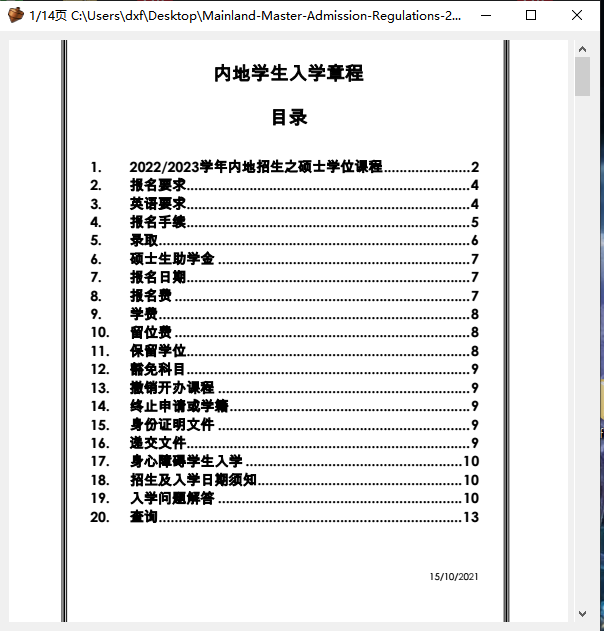 1/14页 C:\Users\dxf\Desktop\Mainland-Master-Admission-Regulations-2...
内地学生入学章程
目录
1. 2022/2023学年内地招生之硕士学位课程......................2
2. 报名要求......................................................................4
3. 英语要求......................................................................4
4. 报名手续......................................................................5
5. 录取.............................................................................6
6. 硕士生助学金 ..............................................................7
7. 报名日期......................................................................7
8. 报名费 .........................................................................7
9. 学费.............................................................................8
10. 留位费 .........................................................................8
11. 保留学位......................................................................8
12. 豁免科目......................................................................9
13. 撤销开办课程 ..............................................................9
14. 终止申请或学籍............................................................9
15. 身份证明文件 ..............................................................9
16. 递交文件......................................................................9
17. 身心障碍学生入学 ......................................................10
18. 招生及入学日期须知...................................................10
19. 入学问题解答 ............................................................10
20. 查询...........................................................................13
15/10/2021